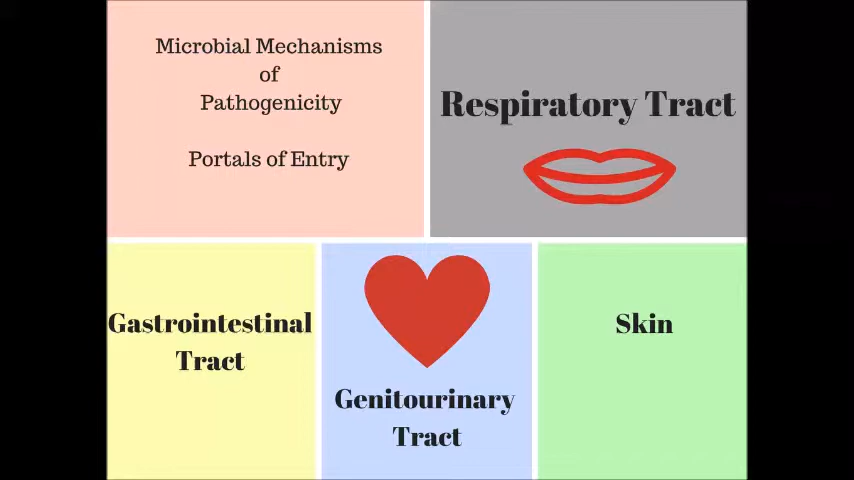 Microbial Mechanisms
of
Pathogenicity
Portals of Entry
Respiratory Tract
Gastrointestinal
Tract
Genitourinary
Tract
Skin